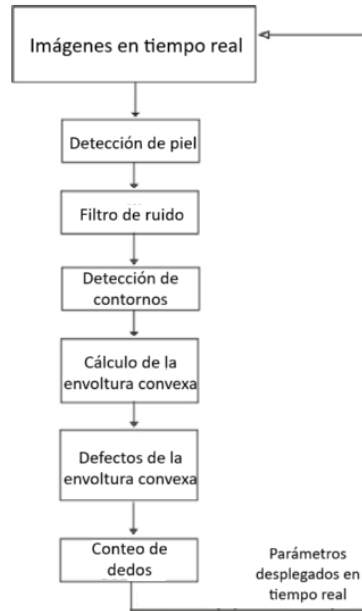 Imágenes en tiempo real
Detección de piel
Filtro de ruido
Detección de
contornos
Cálculo de la
envoltura convexa
Defectos de la
envoltura convexa
Conteo de
dedos
Parámetros
desplegados en
tiempo real